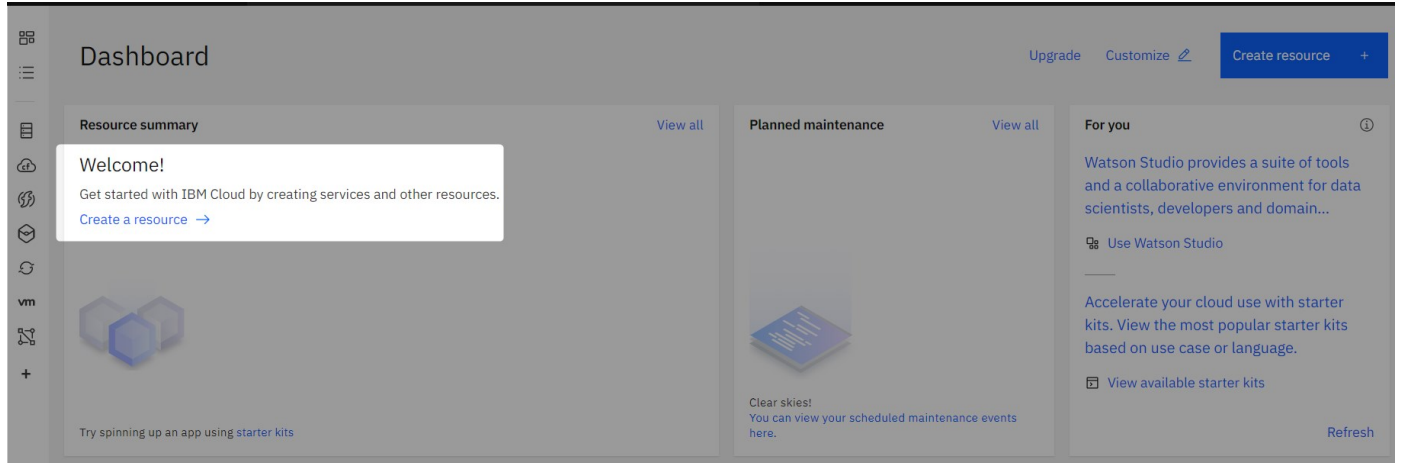 Dashboard
Upgrade
Customize
Create resource +
Resource summary
View all
Welcome!
Get started with IBM Cloud by creating services and other resources.
Create a resource →
Try spinning up an app using starter kits
Planned maintenance
View all
Clear skies!
You can view your scheduled maintenance events
here.
For you
Watson Studio provides a suite of tools
and a collaborative environment for data
scientists, developers and domain...
Use Watson Studio
Accelerate your cloud use with starter
kits. View the most popular starter kits
based on use case or language.
View available starter kits
Refresh
cf
vm
+